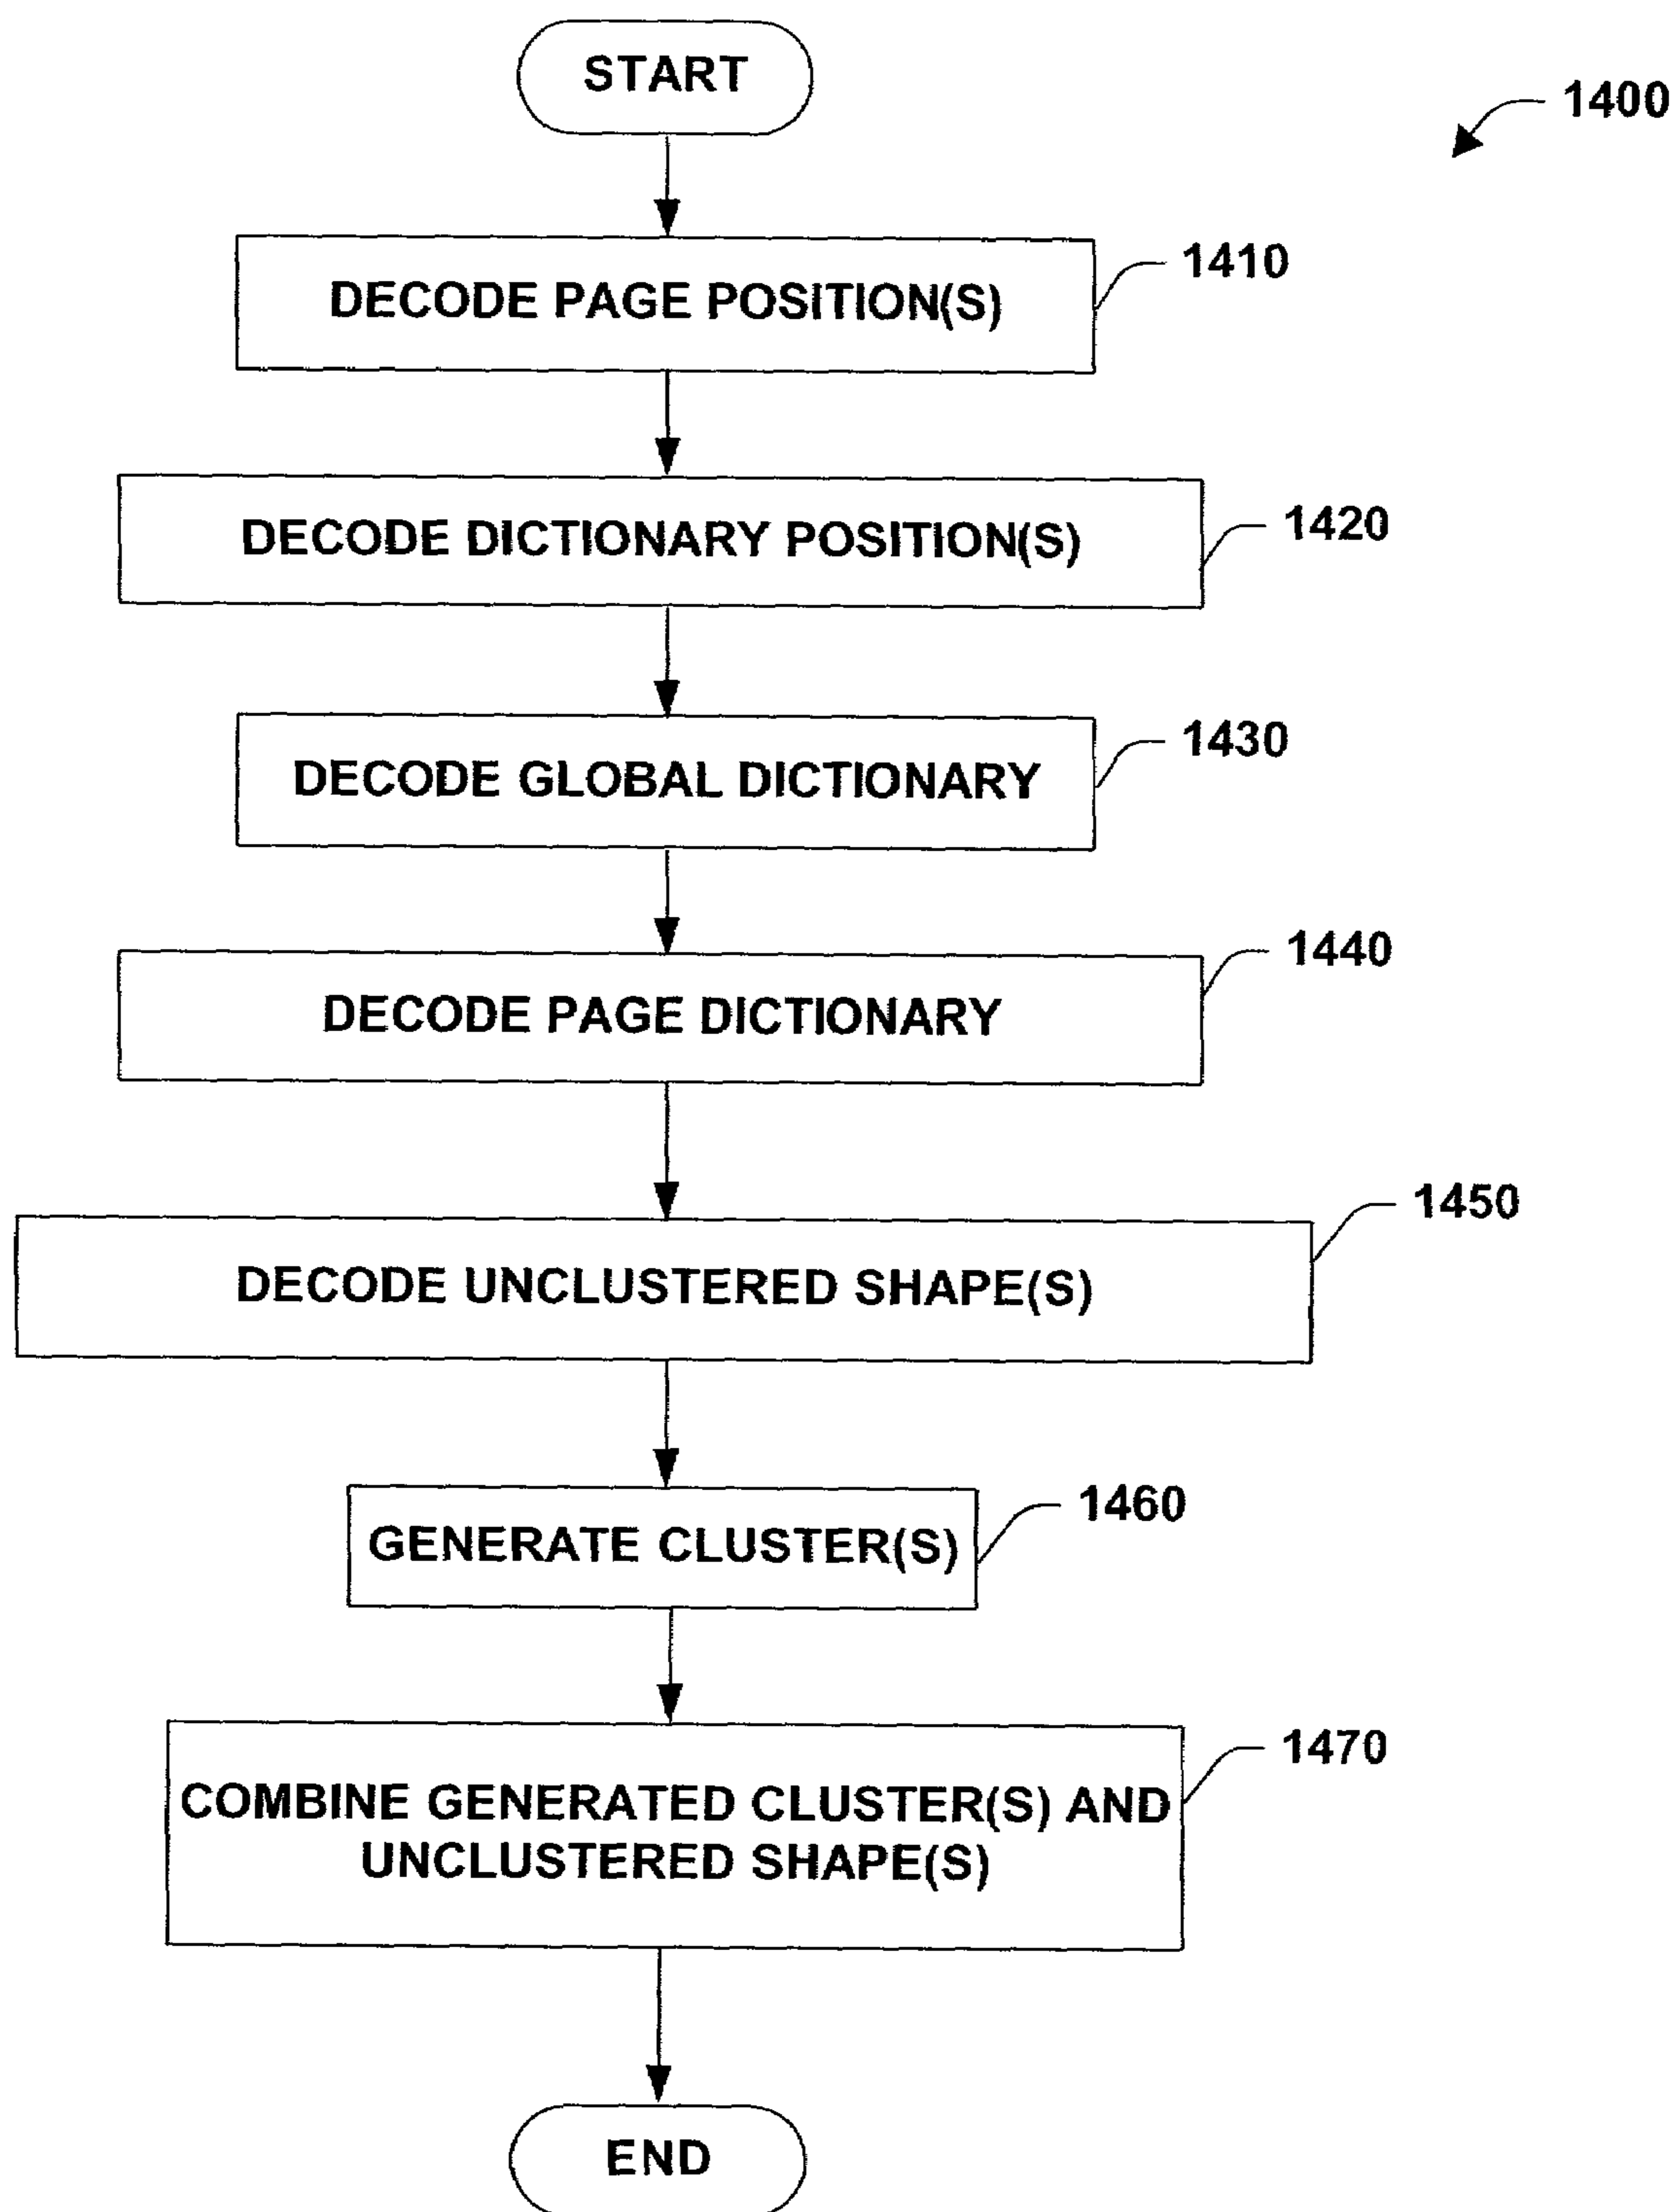 START
1400
DECODE PAGE POSITION(S)
1410
DECODE DICTIONARY POSITION(S)
1420
DECODE GLOBAL DICTIONARY
1430
DECODE PAGE DICTIONARY
1440
DECODE UNCLUSTERED SHAPE(S)
1450
GENERATE CLUSTER(S)
1460
COMBINE GENERATED CLUSTER(S) AND
UNCLUSTERED SHAPE(S)
1470
END